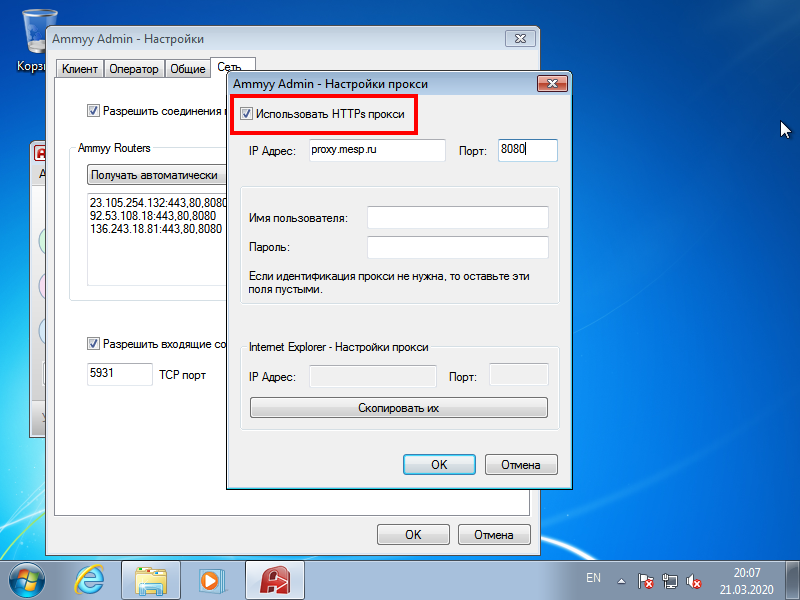 Ammyy Admin - Настройки
Клиент
Оператор
Общие
Сеть
Ammyy Admin - Настройки прокси
Разрешить соединения
Использовать HTTPs прокси
IP Адрес:
proxy.mesp.ru
Порт:
8080
Ammyy Routers
Получать автоматически
23.105.254.132:443,80,8080
92.53.108.18:443,80,8080
136.243.18.81:443,80,8080
Имя пользователя:
Пароль:
Если идентификация прокси не нужна, то оставьте эти
поля пустыми.
Разрешить входящие со
5931
TCP порт
Internet Explorer - Настройки прокси
IP Адрес:
Порт:
Скопировать их
OK
Отмена
OK
Отмена
EN
20:07
21.03.2020